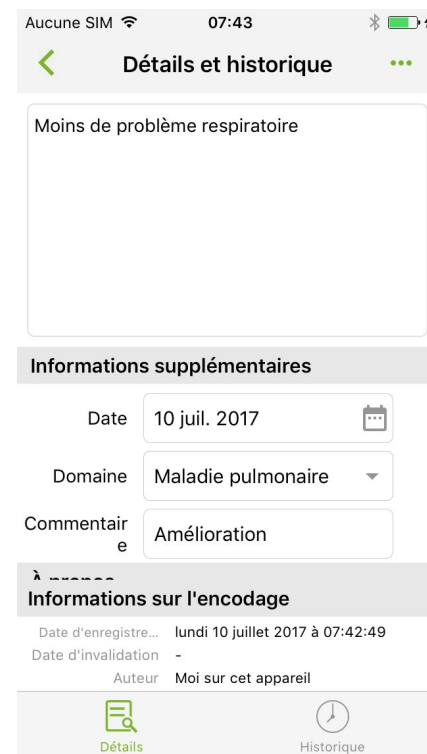 Aucune SIM 07:43
Détails et historique
Moins de problème respiratoire
Informations supplémentaires
Date 10 juil. 2017
Domaine Maladie pulmonaire
Commentair
e Amélioration
Informations sur l'encodage
Date d'enregistre... lundi 10 juillet 2017 à 07:42:49
Date d'invalidation -
Auteur Moi sur cet appareil
Détails Historique